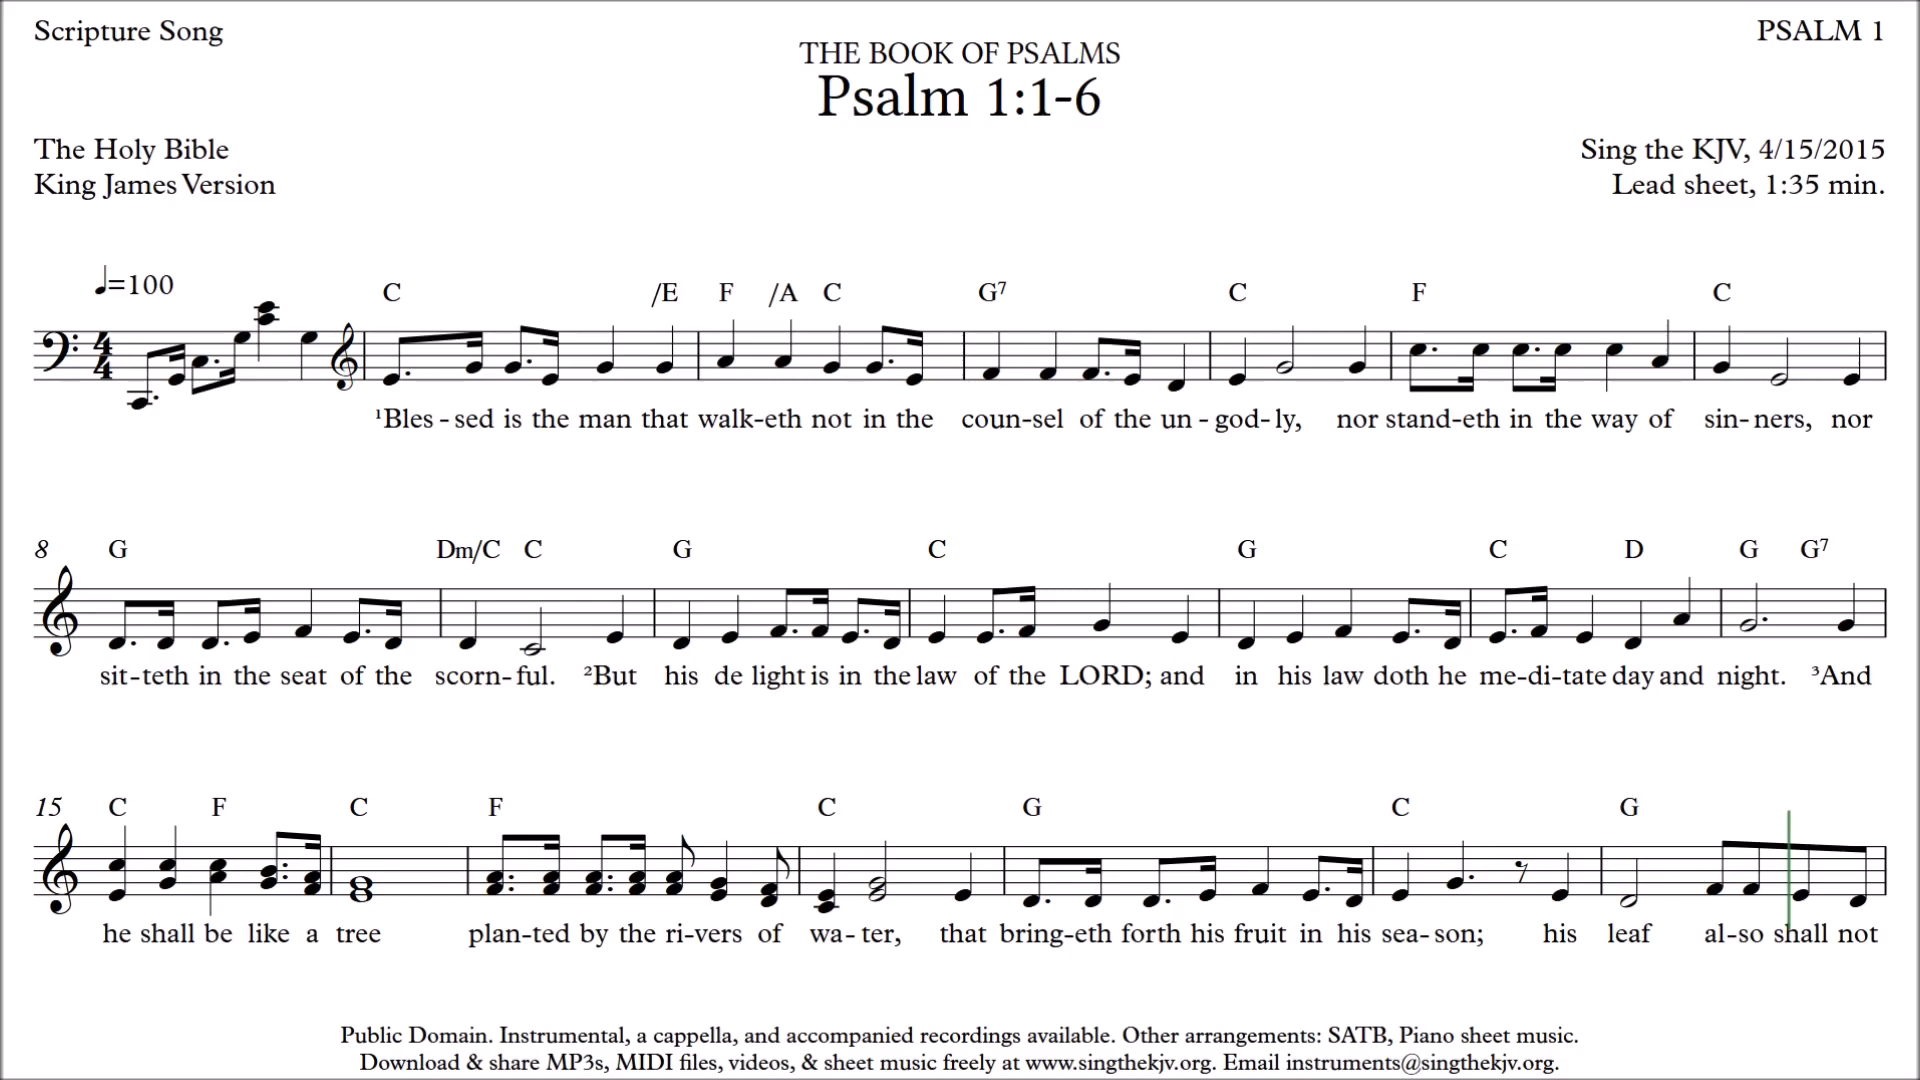 Scripture Song
PSALM 1
THE BOOK OF PSALMS
Psalm 1:1-6
The Holy Bible
King James Version
Sing the KJV, 4/15/2015
Lead sheet, 1:35 min.
=100
C /E F /A C G7 C F C
4
4
1Bles-sed is the man that walk-eth not in the coun-sel of the un-god-ly, nor stand-eth in the way of sin-ners, nor
8 G Dm/C C G C G C D G G7
sit-teth in the seat of the scorn-ful. 2But his de light is in the law of the LORD; and in his law doth he me-di-tate day and night. 3And
15 C F C F C G C G
he shall be like a tree plan-ted by the ri-vers of wa-ter, that bring-eth forth his fruit in his sea-son; his leaf al-so shall not
Public Domain. Instrumental, a cappella, and accompanied recordings available. Other arrangements: SATB, Piano sheet music.
Download & share MP3s, MIDI files, videos, & sheet music freely at www.singthekjv.org. Email instruments@singthekjv.org.